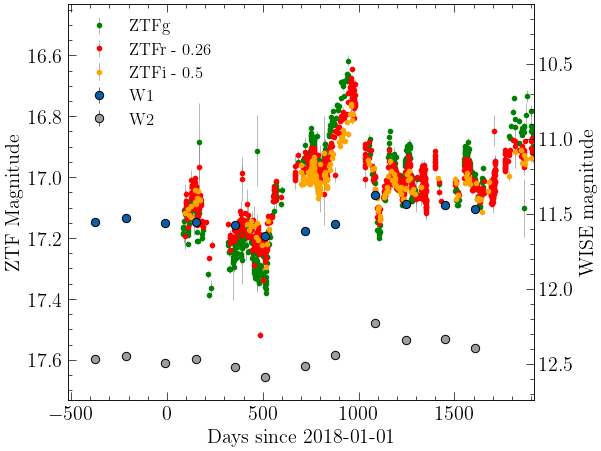 ZTFg
ZTFr - 0.26
ZTFi - 0.5
W1
W2
16.6
16.8
17.0
17.2
17.4
17.6
ZTF Magnitude
10.5
11.0
11.5
12.0
12.5
WISE magnitude
−500
0
500
1000
1500
Days since 2018-01-01